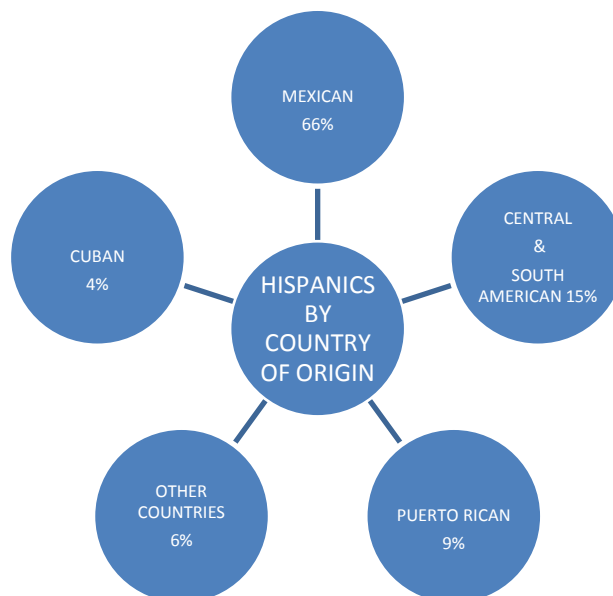 MEXICAN
66%
CENTRAL
&
SOUTH
AMERICAN 15%
CUBAN
4%
HISPANICS
BY
COUNTRY
OF ORIGIN
OTHER
COUNTRIES
6%
PUERTO RICAN
9%